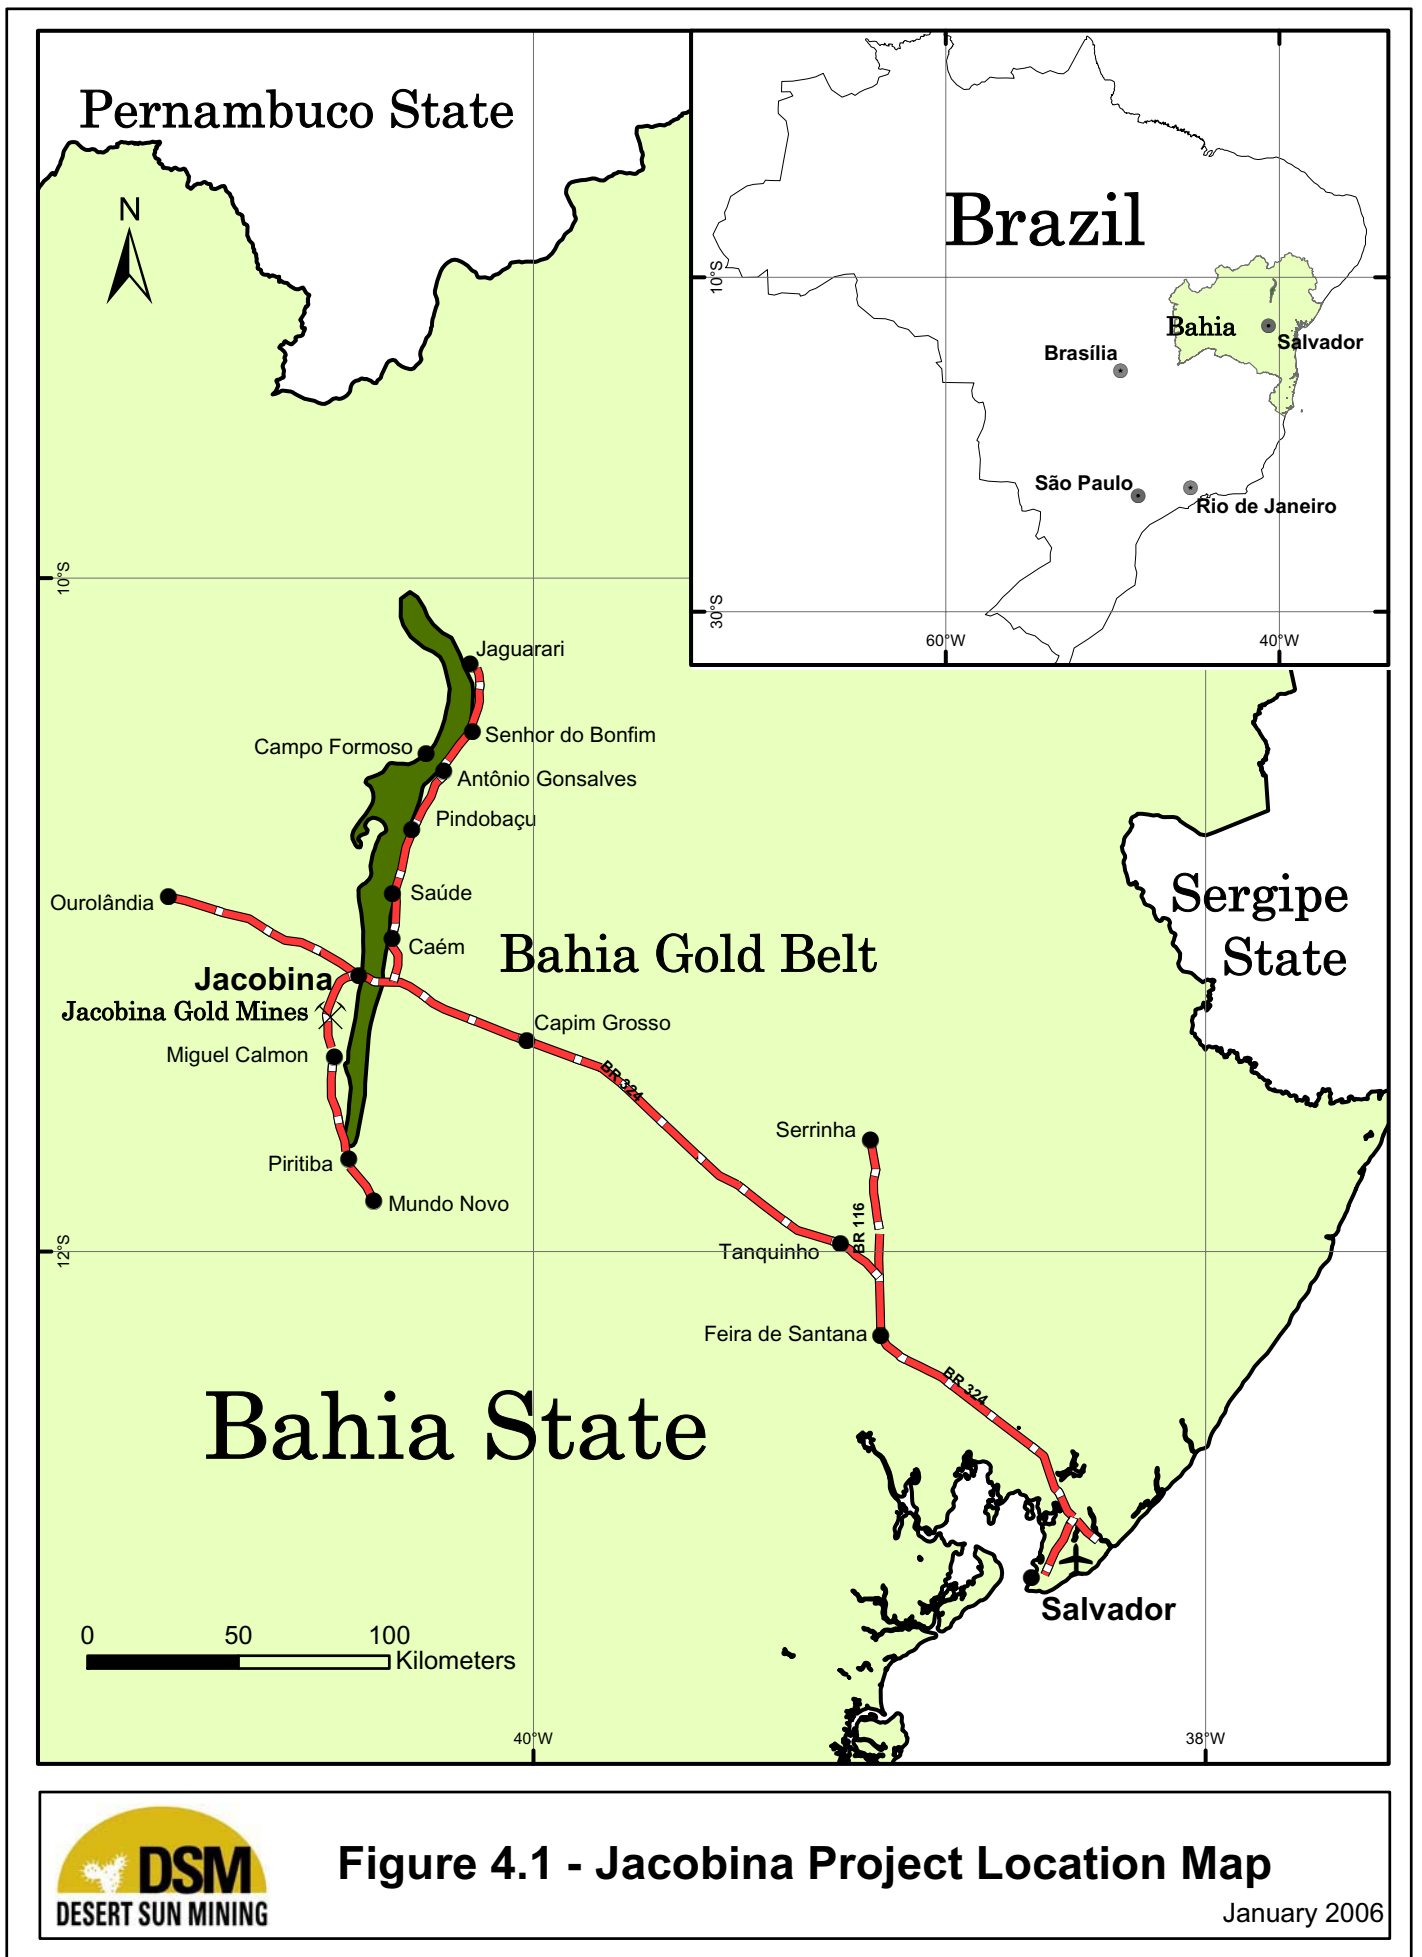 Pernambuco State
N
Brazil
10°S
Bahia
Salvador
Brasília
São Paulo
Rio de Janeiro
30°S
60°W
40°W
10°S
Jaguarari
Senhor do Bonfim
Campo Formoso
Antônio Gonsalves
Pindobaçu
Saúde
Ourolândia
Sergipe
State
Caém
Bahia Gold Belt
Jacobina
Jacobina Gold Mines
Capim Grosso
Miguel Calmon
BR 324
Serrinha
Piritiba
Mundo Novo
BR 116
Tanquinho
12°S
Feira de Santana
BR 324
Bahia State
Salvador
0 50 100
Kilometers
40°W
38°W
DSM
DESERT SUN MINING
Figure 4.1 - Jacobina Project Location Map
January 2006